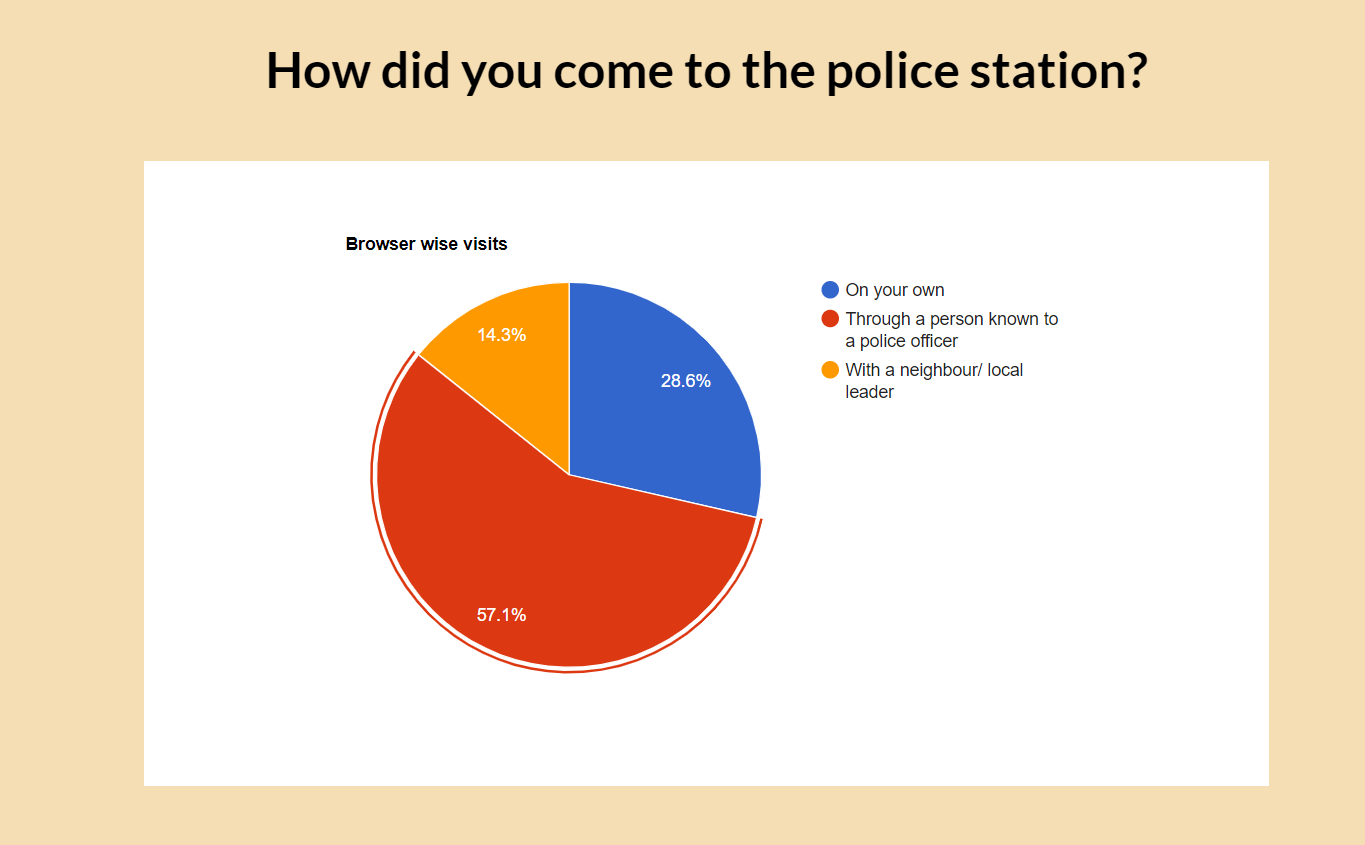 How did you come to the police station?
Browser wise visits
On your own
Through a person known to
a police officer
With a neighbour/ local
leader
14.3%
28.6%
57.1%